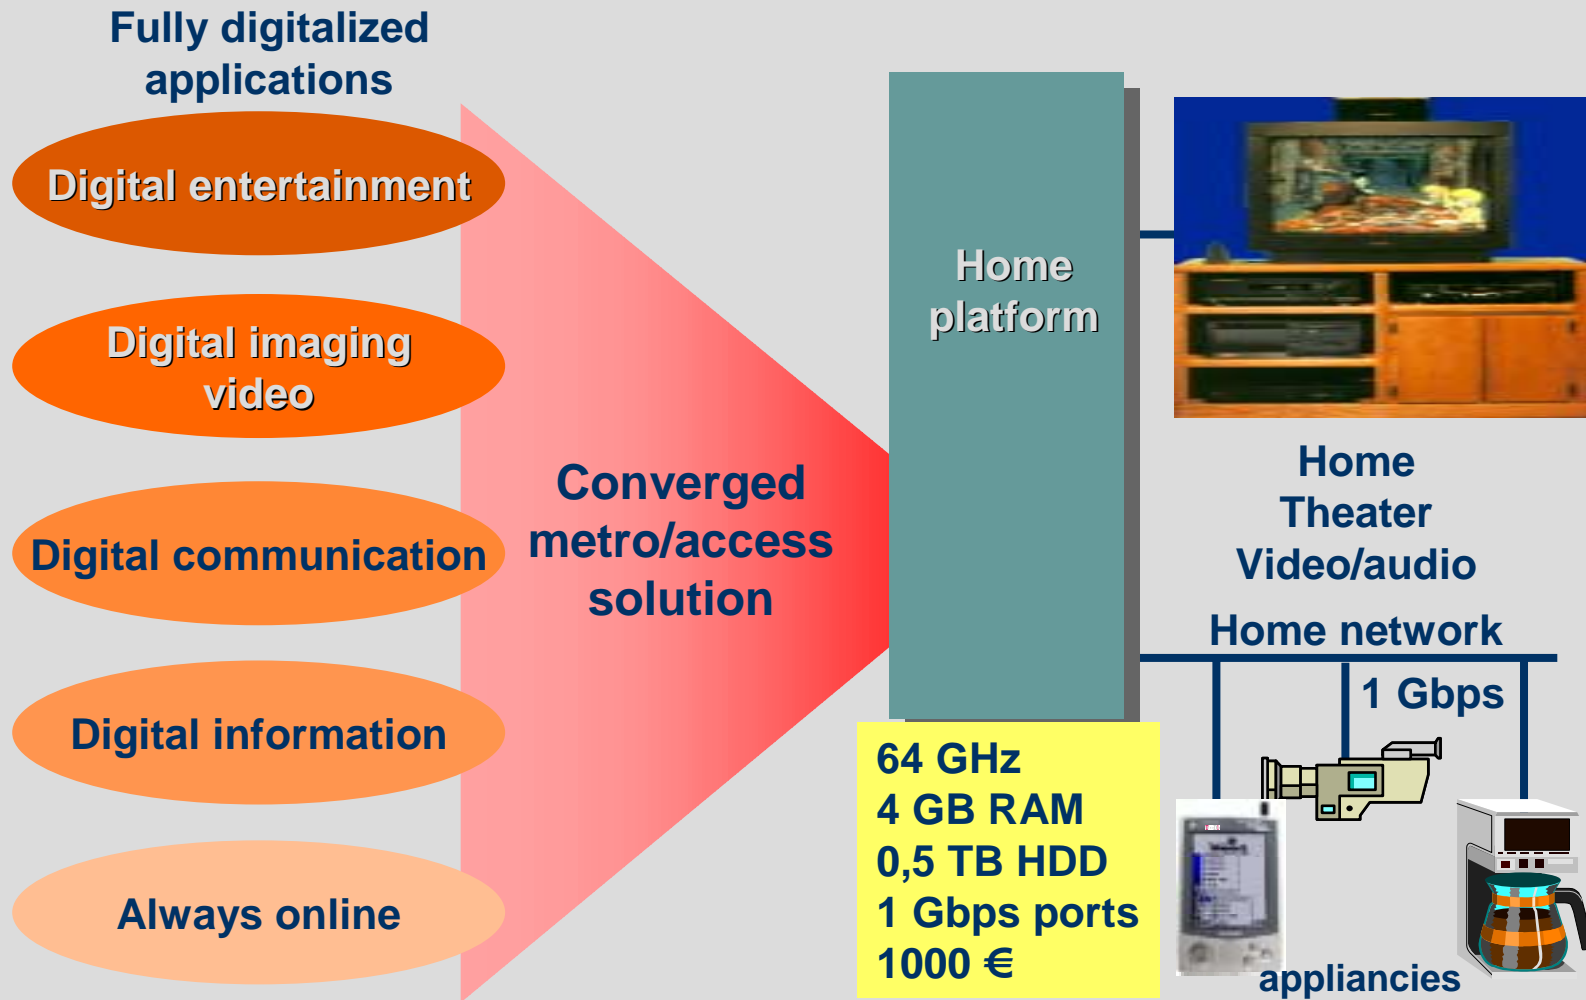 Fully digitalized
applications
Digital entertainment
Digital imaging
video
Digital communication
Digital information
Always online
Converged
metro/access
solution
Home
platform
64 GHz
4 GB RAM
0,5 TB HDD
1 Gbps ports
1000 €
Home
Theater
Video/audio
Home network
1 Gbps
appliancies